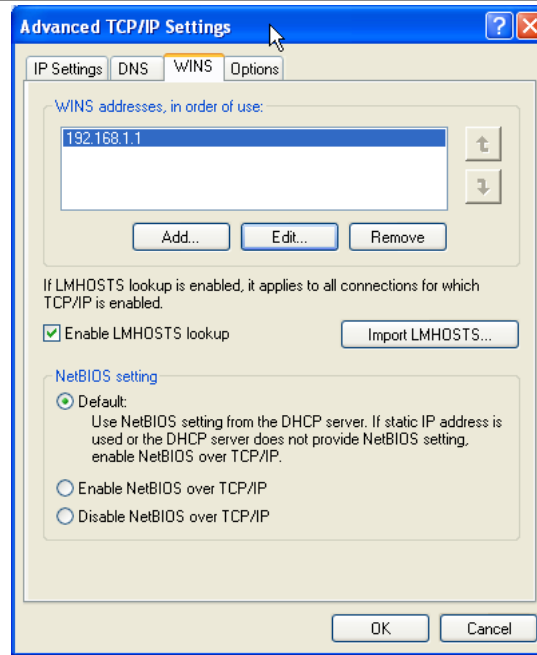 Advanced TCP/IP Settings
IP Settings DNS WINS Options
WINS addresses, in order of use:
192.168.1.1
Add... Edit... Remove
If LMHOSTS lookup is enabled, it applies to all connections for which
TCP/IP is enabled.
Enable LMHOSTS lookup Import LMHOSTS...
NetBIOS setting
Default:
Use NetBIOS setting from the DHCP server. If static IP address is
used or the DHCP server does not provide NetBIOS setting,
enable NetBIOS over TCP/IP.
Enable NetBIOS over TCP/IP
Disable NetBIOS over TCP/IP
OK Cancel